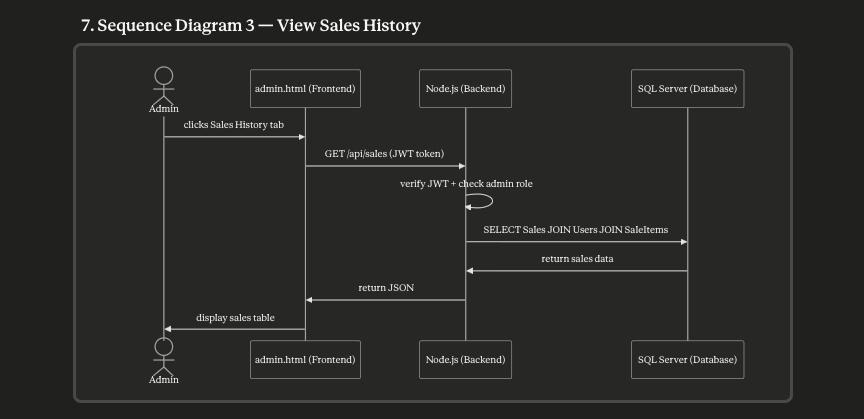 7. Sequence Diagram 3 — View Sales History
Admin
admin.html (Frontend)
Node.js (Backend)
SQL Server (Database)
clicks Sales History tab
GET /api/sales (JWT token)
verify JWT + check admin role
SELECT Sales JOIN Users JOIN SaleItems
return sales data
return JSON
display sales table
Admin
admin.html (Frontend)
Node.js (Backend)
SQL Server (Database)